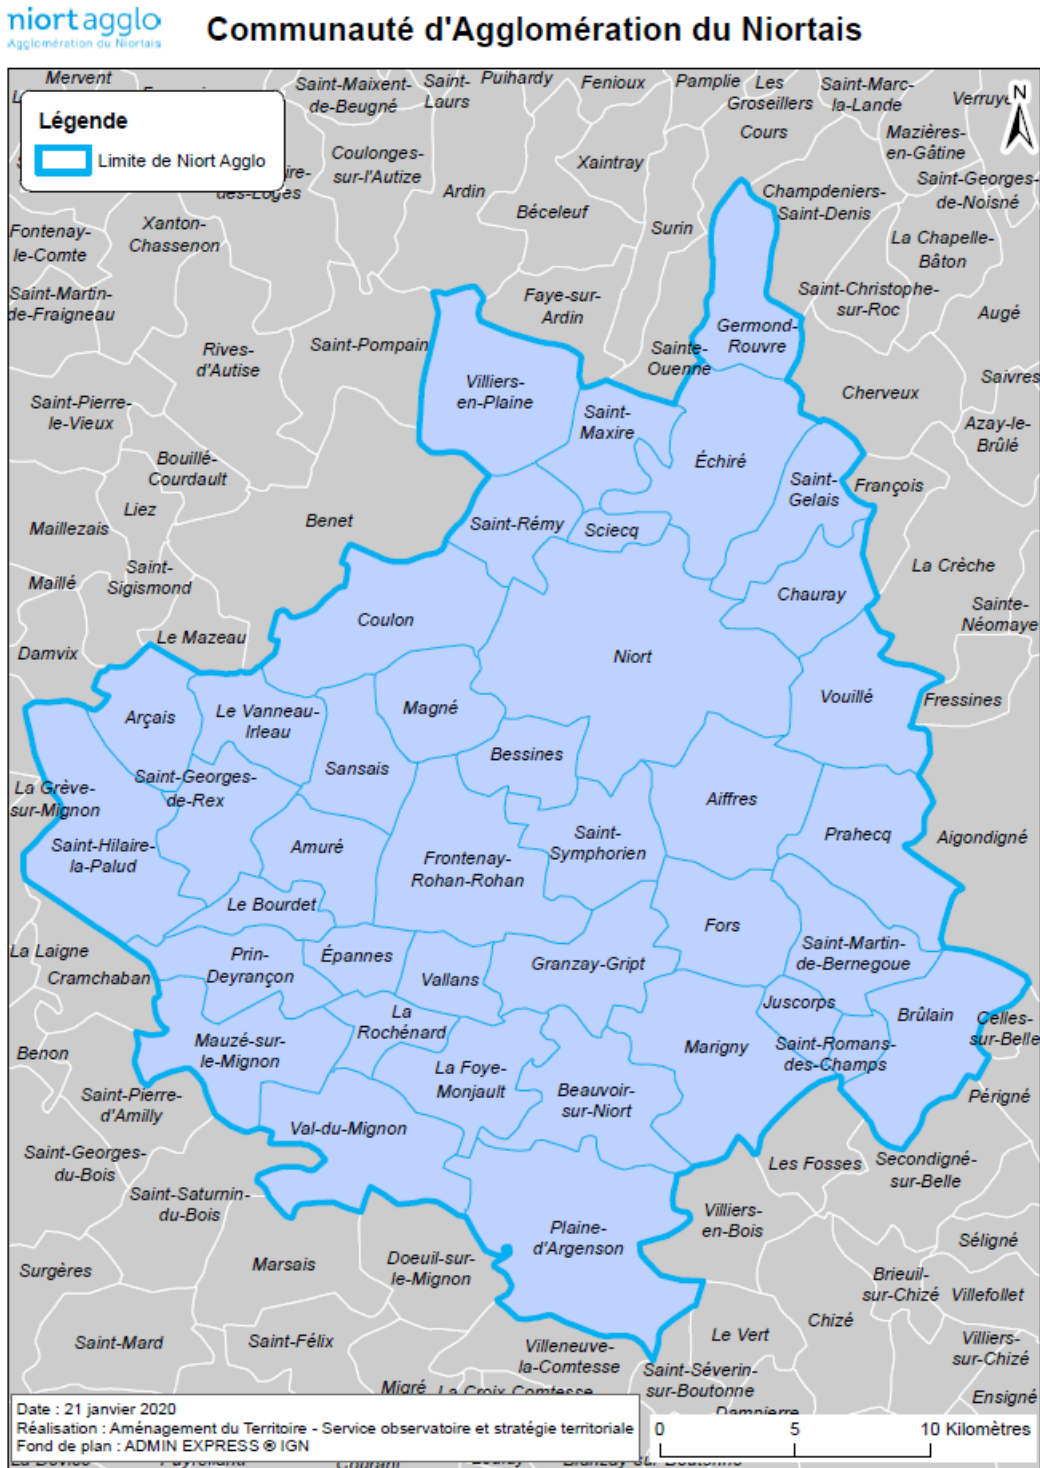 niortagglo
Agglomération du Niortais
Communauté d'Agglomération du Niortais
Légende
Limite de Niort Agglo
N
Mervent
Saint-Maixent-
de-Beugné
Saint-
Laurs
Puihardy
Fenioux
Pamplie
Les
Groseillers
Saint-Marc-
la-Lande
Cours
Mazières-
en-Gâtine
Coulonges-
sur-l'Autize
Ardin
Xaintray
Béceleuf
Surin
Champdeniers-
Saint-Denis
Saint-Georges-
de-Noisné
La Chapelle-
Bâton
des-Loges
Xanton-
Chassenon
Fontenay-
le-Comte
Saint-Martin-
de-Fraigneau
Faye-sur-
Ardin
Saint-Christophe-
sur-Roc
Augé
Germond-
Rouvre
Sainte-
Ouenne
Saint-Pompain
Rives-
d'Autise
Villiers-
en-Plaine
Saint-
Maxire
Cherveux
Saivres
Saint-Pierre-
le-Vieux
Azay-le-
Brûlé
Échiré
Bouillé-
Courdault
Saint-
Gelais
François
Liez
Maillezais
Benet
Saint-Rémy
Sciecq
La Crèche
Maillé
Saint-
Sigismond
Chauray
Sainte-
Néomaye
Coulon
Le Mazeau
Damvix
Niort
Vouillé
Fressines
Arçais
Le Vanneau-
Irleau
Magné
Bessines
Sansais
Saint-Georges-
de-Rex
La Grève-
sur-Mignon
Aiffres
Prahecq
Aigondigné
Saint-Hilaire-
la-Palud
Amuré
Frontenay-
Rohan-Rohan
Saint-
Symphorien
Le Bourdet
Fors
Saint-Martin-
de-Bernegoue
La Laigne
Cramchaban
Prin-
Deyrançon
Épannes
Vallans
Granzay-Gript
Juscorps
Brûlain
Celles-
sur-Belle
La
Rochénard
Mauzé-sur-
le-Mignon
Marigny
Saint-Romans-
des-Champs
Benon
La Foye-
Monjault
Beauvoir-
sur-Niort
Périgné
Saint-Pierre-
d'Amilly
Val-du-Mignon
Saint-Georges-
du-Bois
Les Fosses
Secondigné-
sur-Belle
Saint-Saturnin-
du-Bois
Villiers-
en-Bois
Plaine-
d'Argenson
Séligné
Surgères
Marsais
Doeuil-sur-
le-Mignon
Brieuil-
sur-Chizé
Villefollet
Chizé
Saint-Mard
Saint-Félix
Villeneuve-
la-Comtesse
Le Vert
Villiers-
sur-Chizé
Migré
La Croix-Comtesse
Saint-Séverin-
sur-Boutonne
Ensigné
Date : 21 janvier 2020
Réalisation : Aménagement du Territoire - Service observatoire et stratégie territoriale
Fond de plan : ADMIN EXPRESS ® IGN
0 5 10 Kilomètres